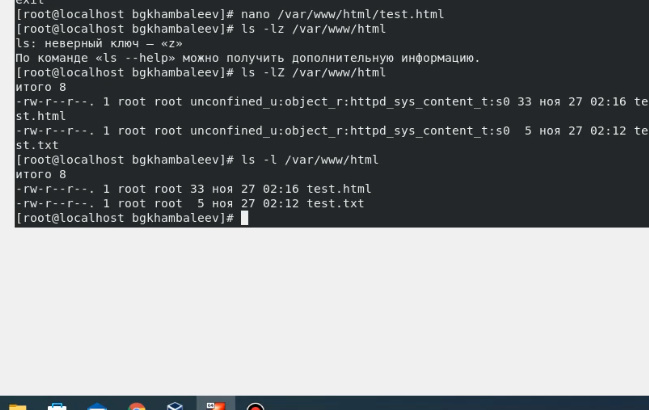 exit
[root@localhost bgkhambaleev]# nano /var/www/html/test.html
[root@localhost bgkhambaleev]# ls -lz /var/www/html
ls: неверный ключ — «z»
По команде «ls --help» можно получить дополнительную информацию.
[root@localhost bgkhambaleev]# ls -lZ /var/www/html
итого 8
-rw-r--r--. 1 root root unconfined_u:object_r:httpd_sys_content_t:s0 33 ноя 27 02:16 te
st.html
-rw-r--r--. 1 root root unconfined_u:object_r:httpd_sys_content_t:s0  5 ноя 27 02:12 te
st.txt
[root@localhost bgkhambaleev]# ls -l /var/www/html
итого 8
-rw-r--r--. 1 root root 33 ноя 27 02:16 test.html
-rw-r--r--. 1 root root  5 ноя 27 02:12 test.txt
[root@localhost bgkhambaleev]#